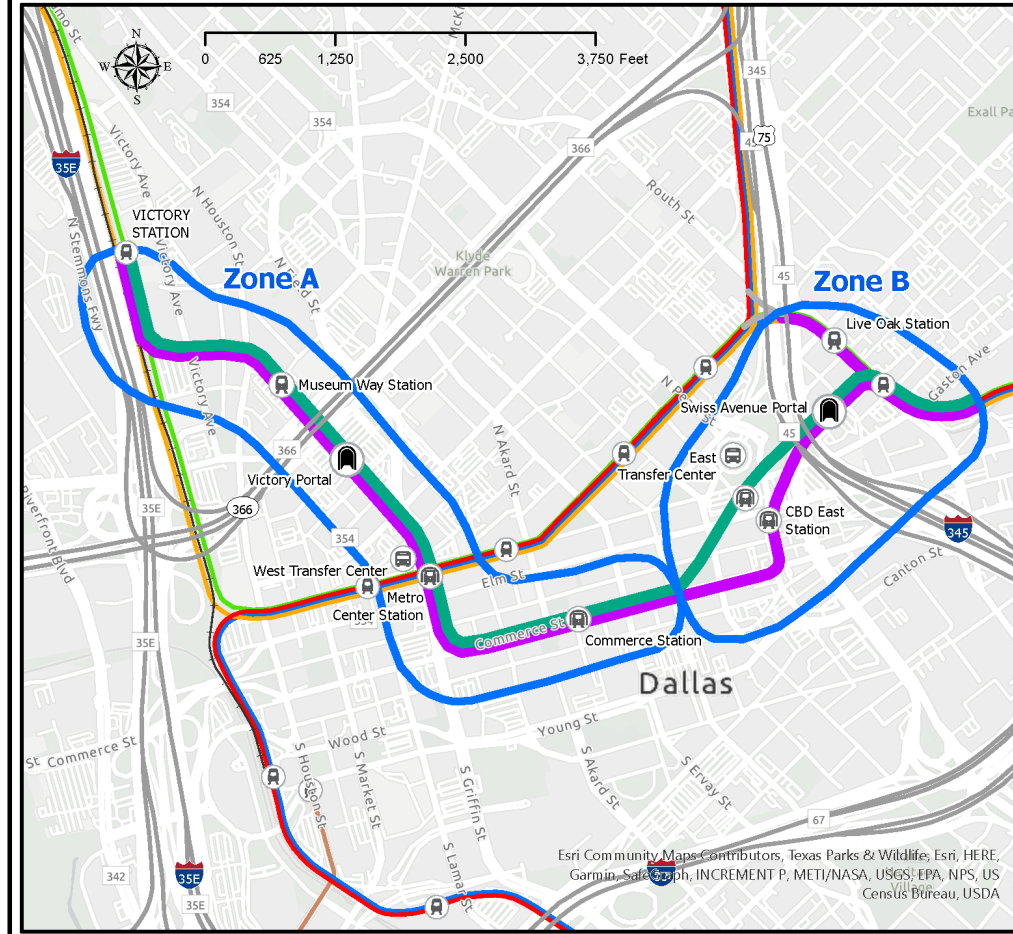 N
W E
S
0 625 1,250 2,500 3,750 Feet
354
354
345
75
366
35E
Exall Pa
Victory Ave
N Houston St
N Field St
Routh St
VICTORY
STATION
Victory Ave
N Stemmons Fwy
Zone A
Klyde
Warren Park
45
Zone B
Live Oak Station
Gaston Ave
Museum Way Station
Victory Ave
Swiss Avenue Portal
45
N Akard St
366
Victory Portal
East
Transfer Center
366
35E
CBD East
Station
345
354
West Transfer Center
Elm St
Canton St
Riverfront Blvd
Metro
Center Station
Commerce St
Commerce Station
35E
Dallas
St Commerce St
Wood St
Young St
S Houston St
S Market St
S Griffin St
S Akard St
S Ervay St
67
342
35E
35E
S Lamar St
Esri Community Maps Contributors, Texas Parks & Wildlife, Esri, HERE,
Garmin, SafeGraph, INCREMENT P, METI/NASA, USGS, EPA, NPS, US
Census Bureau, USDA